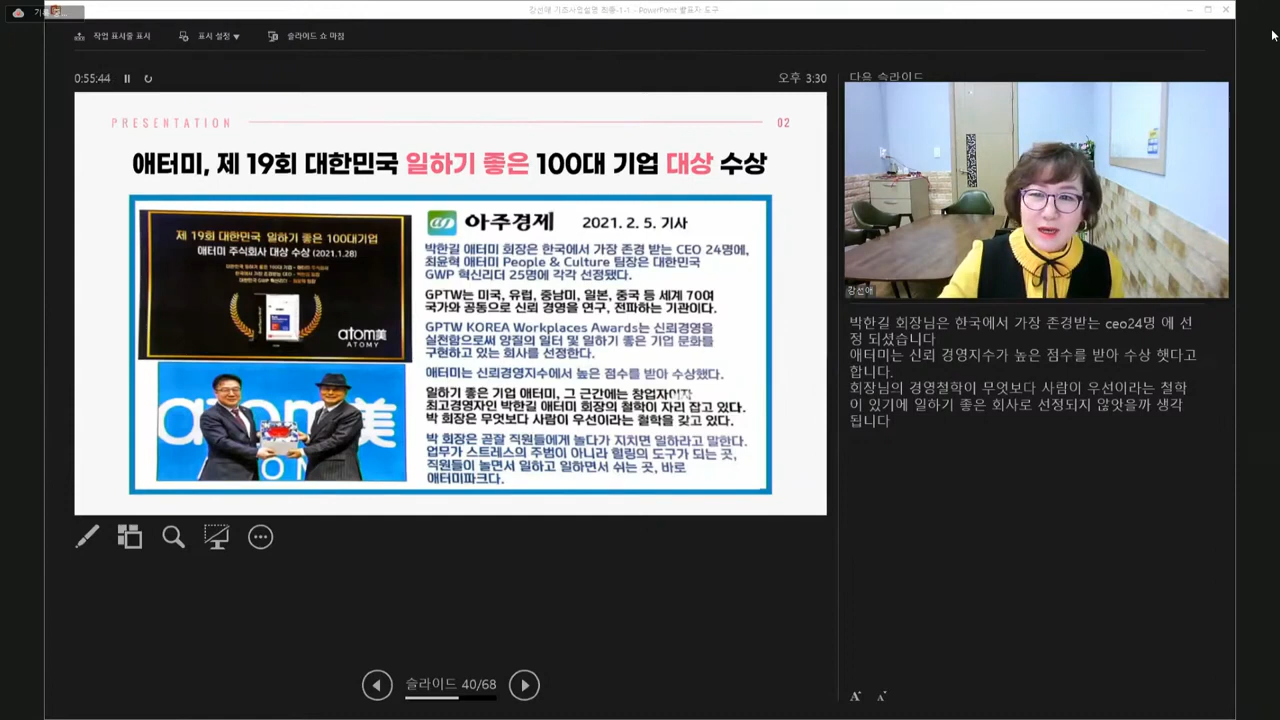 강선애 기초사업설명 최종-1-1 - PowerPoint 발표자 도구
작업 표시줄 표시
표시 설정
슬라이드 쇼 마침
0:55:44
오후 3:30
다음 슬라이드
PRESENTATION
02
애터미, 제 19회 대한민국 일하기 좋은 100대 기업 대상 수상
제 19회 대한민국 일하기 좋은 100대기업
애터미 주식회사 대상 수상 (2021.1.28)
atom美
ATOMY
아주경제
2021. 2. 5. 기사
박한길 애터미 회장은 한국에서 가장 존경 받는 CEO 24명에,
최윤혁 애터미 People & Culture 팀장은 대한민국
GWP 혁신리더 25명에 각각 선정됐다.
GPTW는 미국, 유럽, 중남미, 일본, 중국 등 세계 70여
국가와 공동으로 신뢰 경영을 연구, 전파하는 기관이다.
GPTW KOREA Workplaces Awards는 신뢰경영을
실천함으로써 양질의 일터 및 일하기 좋은 기업 문화를
구현하고 있는 회사를 선정한다.
애터미는 신뢰경영지수에서 높은 점수를 받아 수상했다.
일하기 좋은 기업 애터미, 그 근간에는 창업자이자
최고경영자인 박한길 애터미 회장의 철학이 자리 잡고 있다.
박 회장은 무엇보다 사람이 우선이라는 철학을 갖고 있다.
박 회장은 곧잘 직원들에게 놀다가 지치면 일하라고 말한다.
업무가 스트레스의 주범이 아니라 힐링의 도구가 되는 곳,
직원들이 놀면서 일하고 일하면서 쉬는 곳, 바로
애터미파크다.
atom美
강선애
박한길 회장님은 한국에서 가장 존경받는 ceo24명 에 선
정 되셨습니다
애터미는 신뢰 경영지수가 높은 점수를 받아 수상 햇다고
합니다.
회장님의 경영철학이 무엇보다 사람이 우선이라는 철학
이 있기에 일하기 좋은 회사로 선정되지 않엇을까 생각
됩니다
슬라이드 40/68